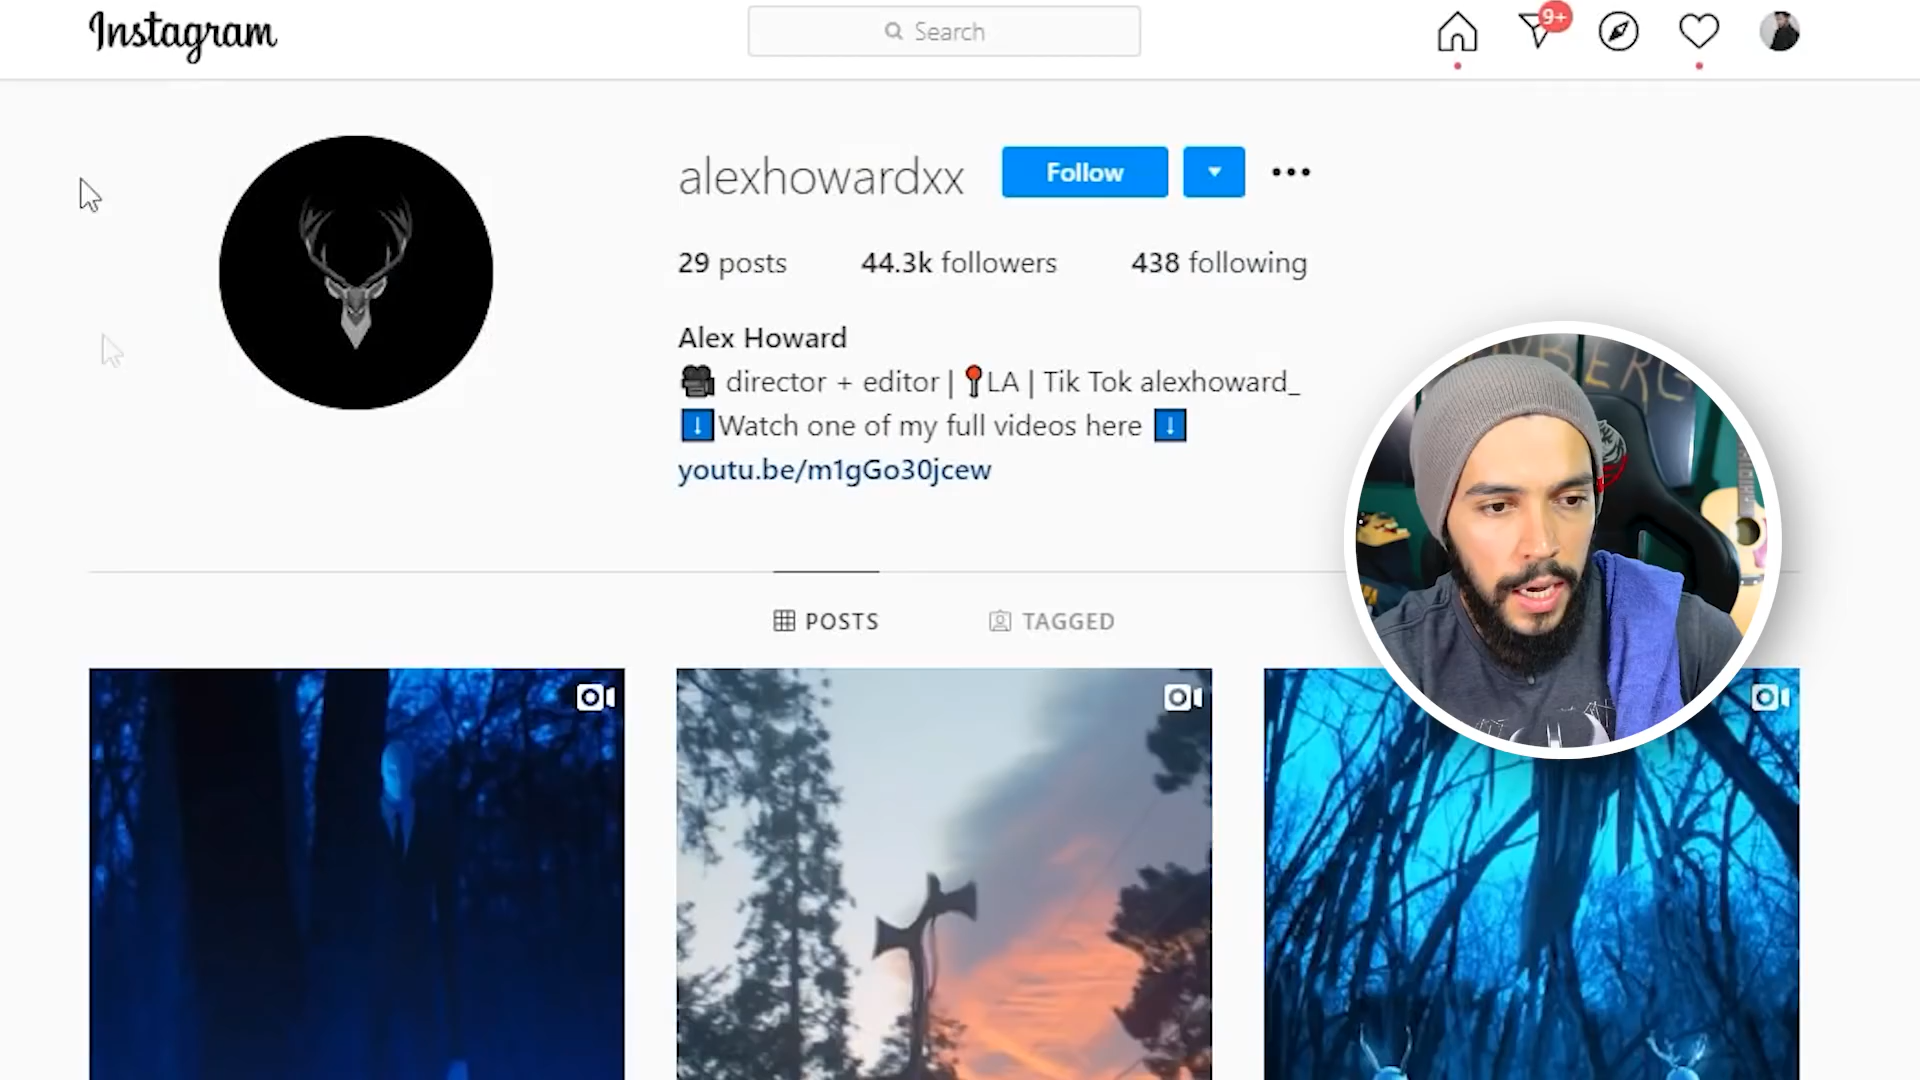 Instagram
Search
9+
alexhowardxx
Follow
29 posts
44.3k followers
438 following
Alex Howard
🎥 director + editor | 📍LA | Tik Tok alexhoward_
⬇️Watch one of my full videos here ⬇️
youtu.be/m1gGo30jcew
POSTS
TAGGED